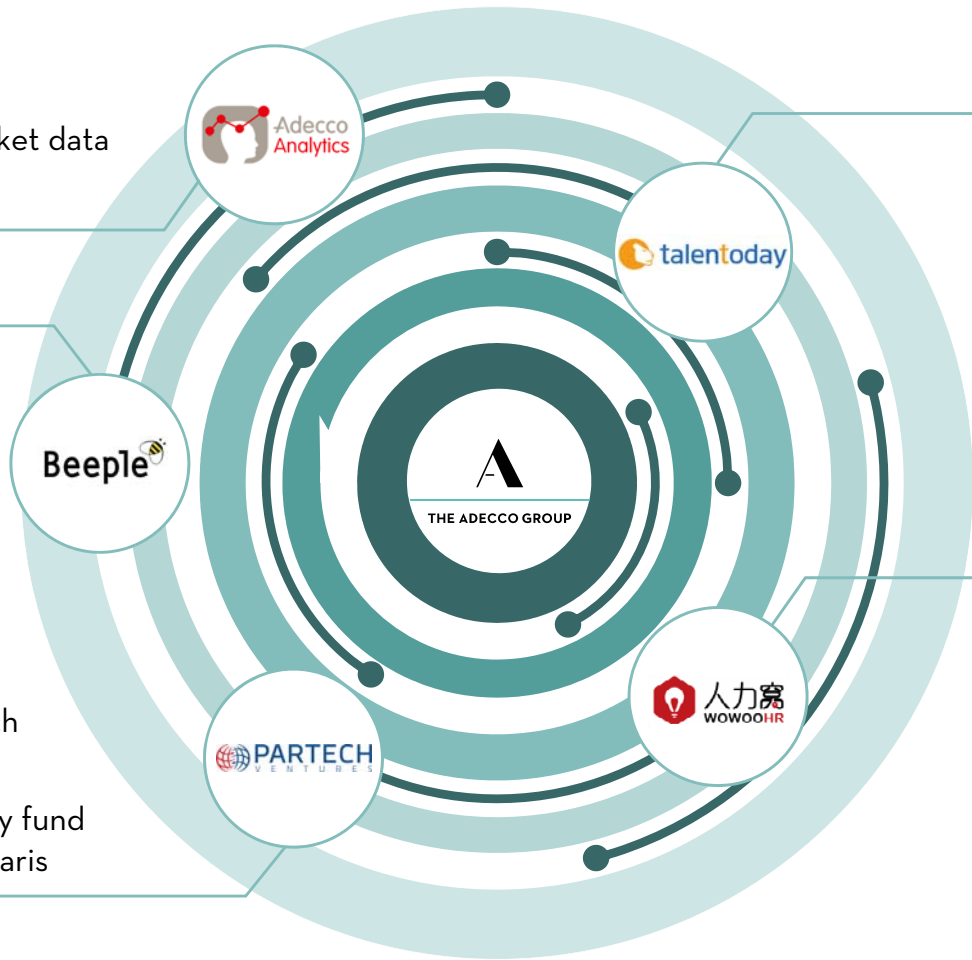 ket data
Adecco
Analytics
talentoday
Beeple
A
THE ADECCO GROUP
人力窝
WOWOOHR
PARTECH
VENTURES
h
y fund
aris